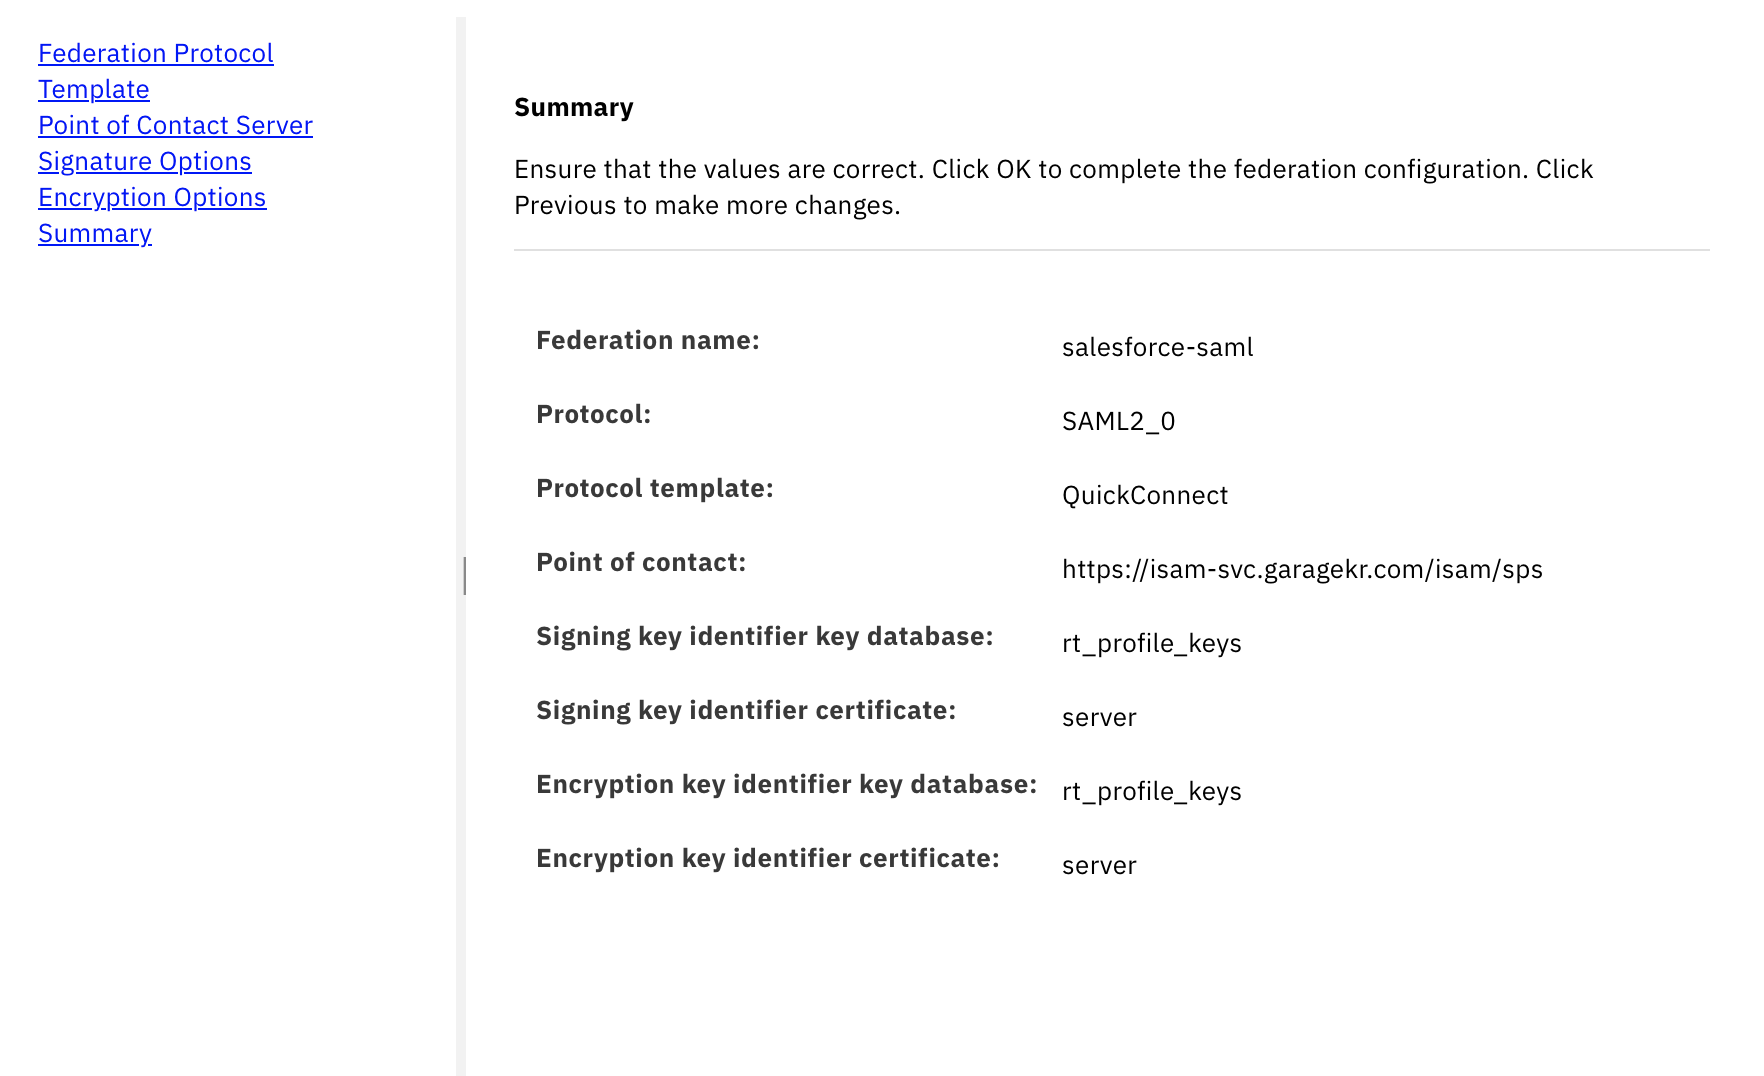 Federation Protocol
Template
Point of Contact Server
Signature Options
Encryption Options
Summary
Summary
Ensure that the values are correct. Click OK to complete the federation configuration. Click
Previous to make more changes.
Federation name: salesforce-saml
Protocol: SAML2_0
Protocol template: QuickConnect
Point of contact: https://isam-svc.garagekr.com/isam/sps
Signing key identifier key database: rt_profile_keys
Signing key identifier certificate: server
Encryption key identifier key database: rt_profile_keys
Encryption key identifier certificate: server